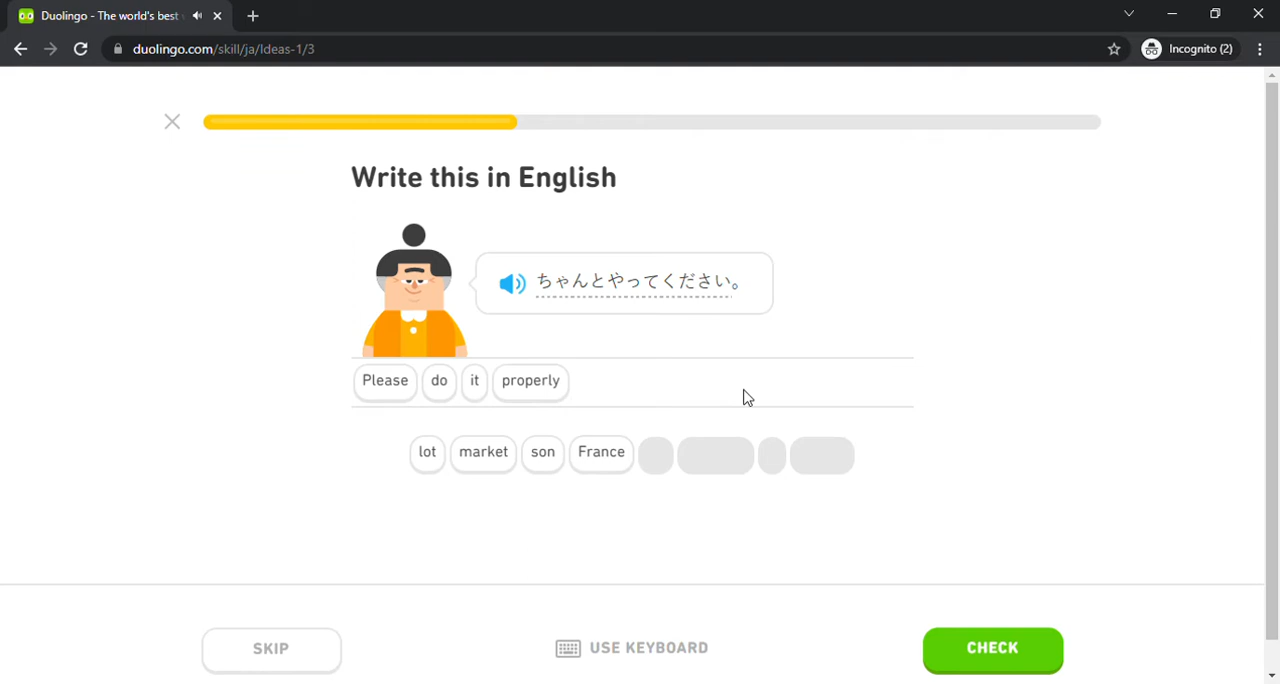 Duolingo - The world's best
duolingo.com/skill/ja/Ideas-1/3
Incognito (2)
Write this in English
ちゃんとやってください。
Please do it properly
lot market son France
SKIP
USE KEYBOARD
CHECK